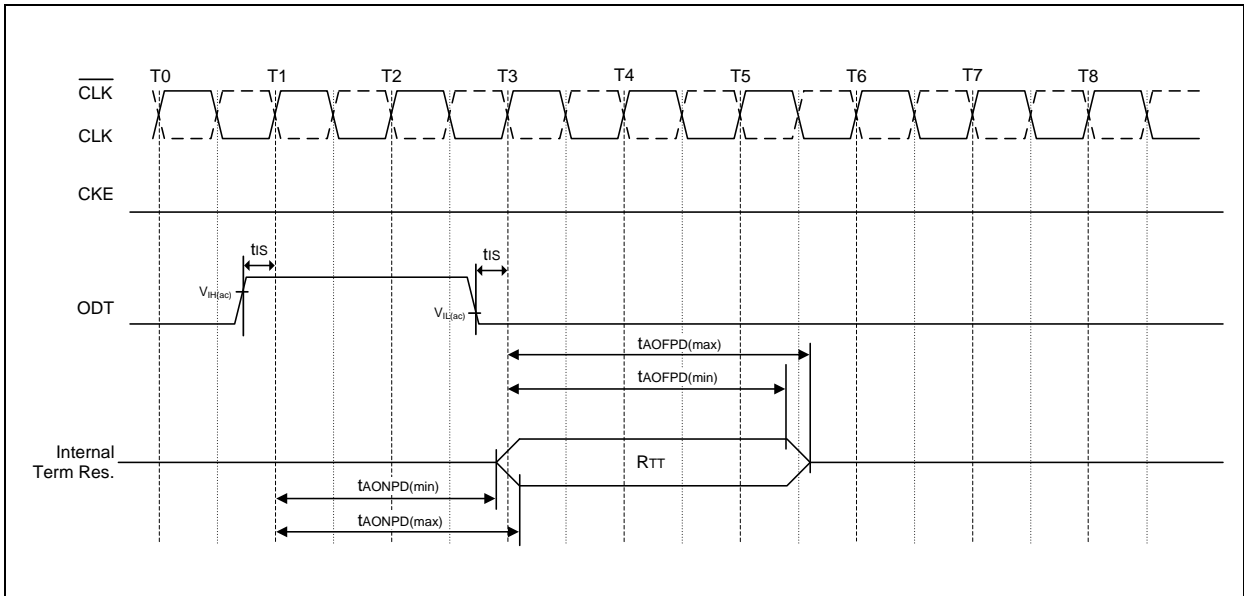 T0 T1 T2 T3 T4 T5 T6 T7 T8
CLK
CLK
CKE
tIS
tIS
VIH(ac)
ODT
VIL(ac)
tAOFPD(max)
tAOFPD(min)
Internal
Term Res.
RTT
tAONPD(min)
tAONPD(max)